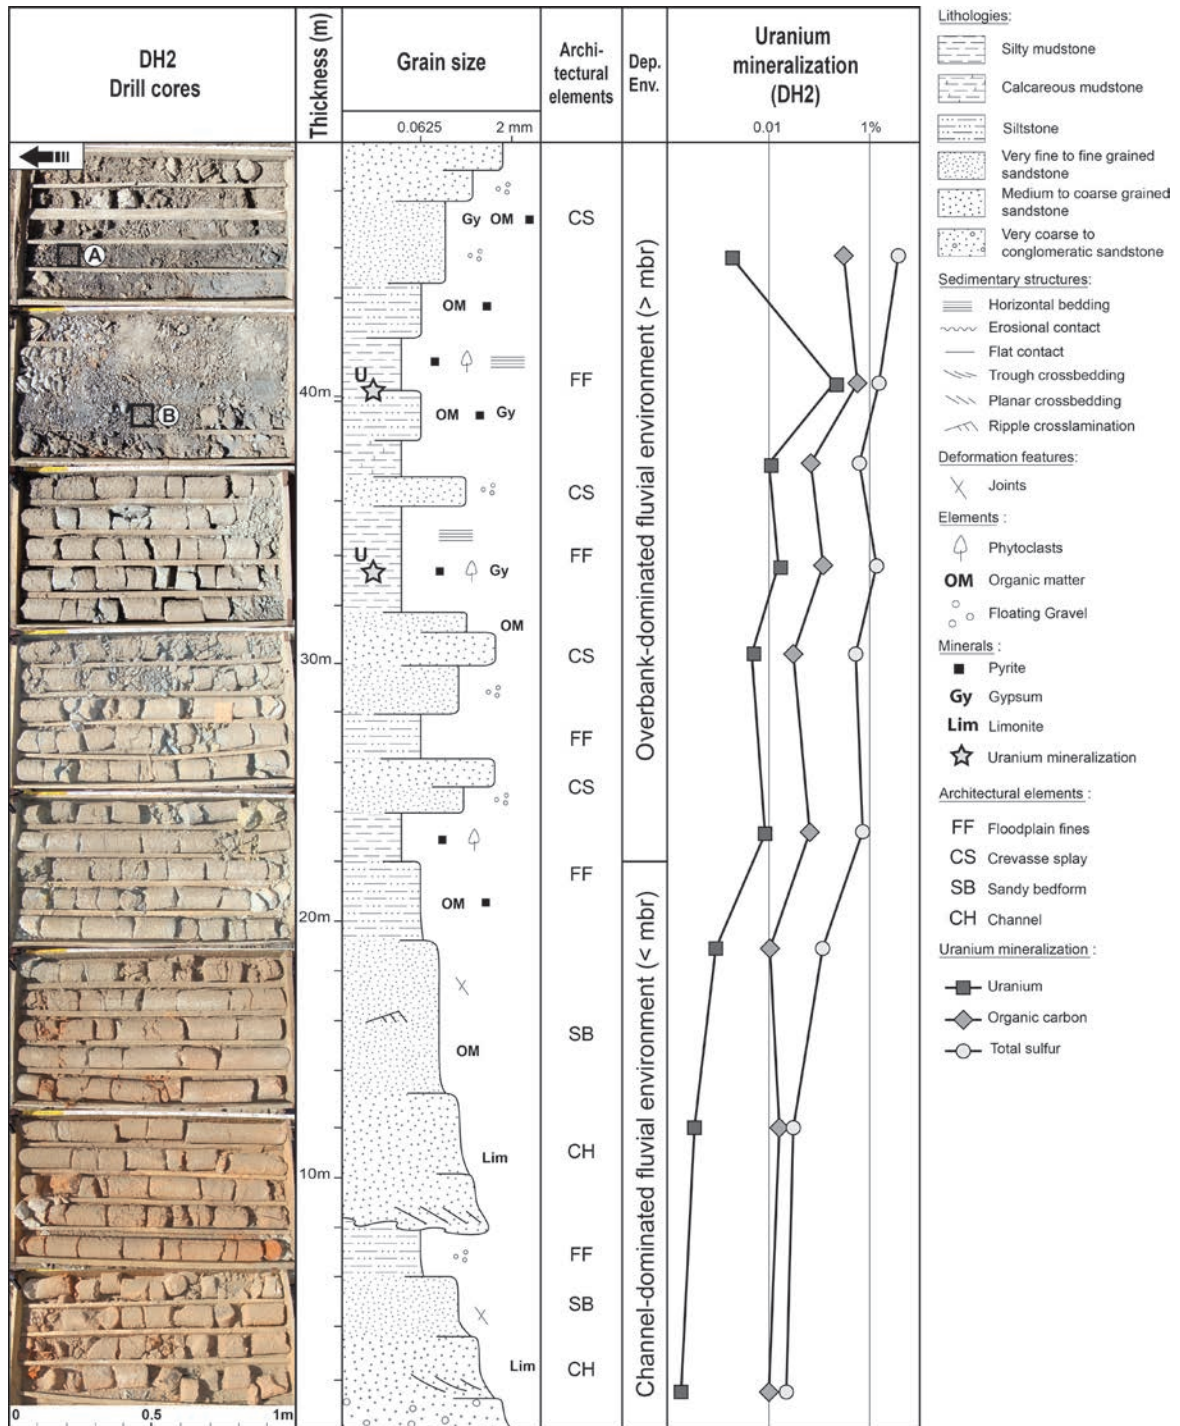 DH2
Drill cores
Thickness (m)
Grain size
0.0625
2 mm
Archi-
tectural
elements
Dep.
Env.
Uranium
mineralization
(DH2)
0.01
1%
A
B
0
0.5
1m
40m
30m
20m
10m
Gy OM
OM
U
OM
Gy
U
Gy
OM
OM
OM
Lim
Lim
CS
FF
CS
FF
CS
FF
CS
FF
SB
CH
FF
SB
CH
Overbank-dominated fluvial environment (> mbr)
Channel-dominated fluvial environment (< mbr)
Lithologies:
Silty mudstone
Calcareous mudstone
Siltstone
Very fine to fine grained
sandstone
Medium to coarse grained
sandstone
Very coarse to
conglomeratic sandstone
Sedimentary structures:
Horizontal bedding
Erosional contact
Flat contact
Trough crossbedding
Planar crossbedding
Ripple crosslamination
Deformation features:
Joints
Elements :
Phytoclasts
OM Organic matter
Floating Gravel
Minerals :
Pyrite
Gy Gypsum
Lim Limonite
Uranium mineralization
Architectural elements :
FF Floodplain fines
CS Crevasse splay
SB Sandy bedform
CH Channel
Uranium mineralization :
Uranium
Organic carbon
Total sulfur